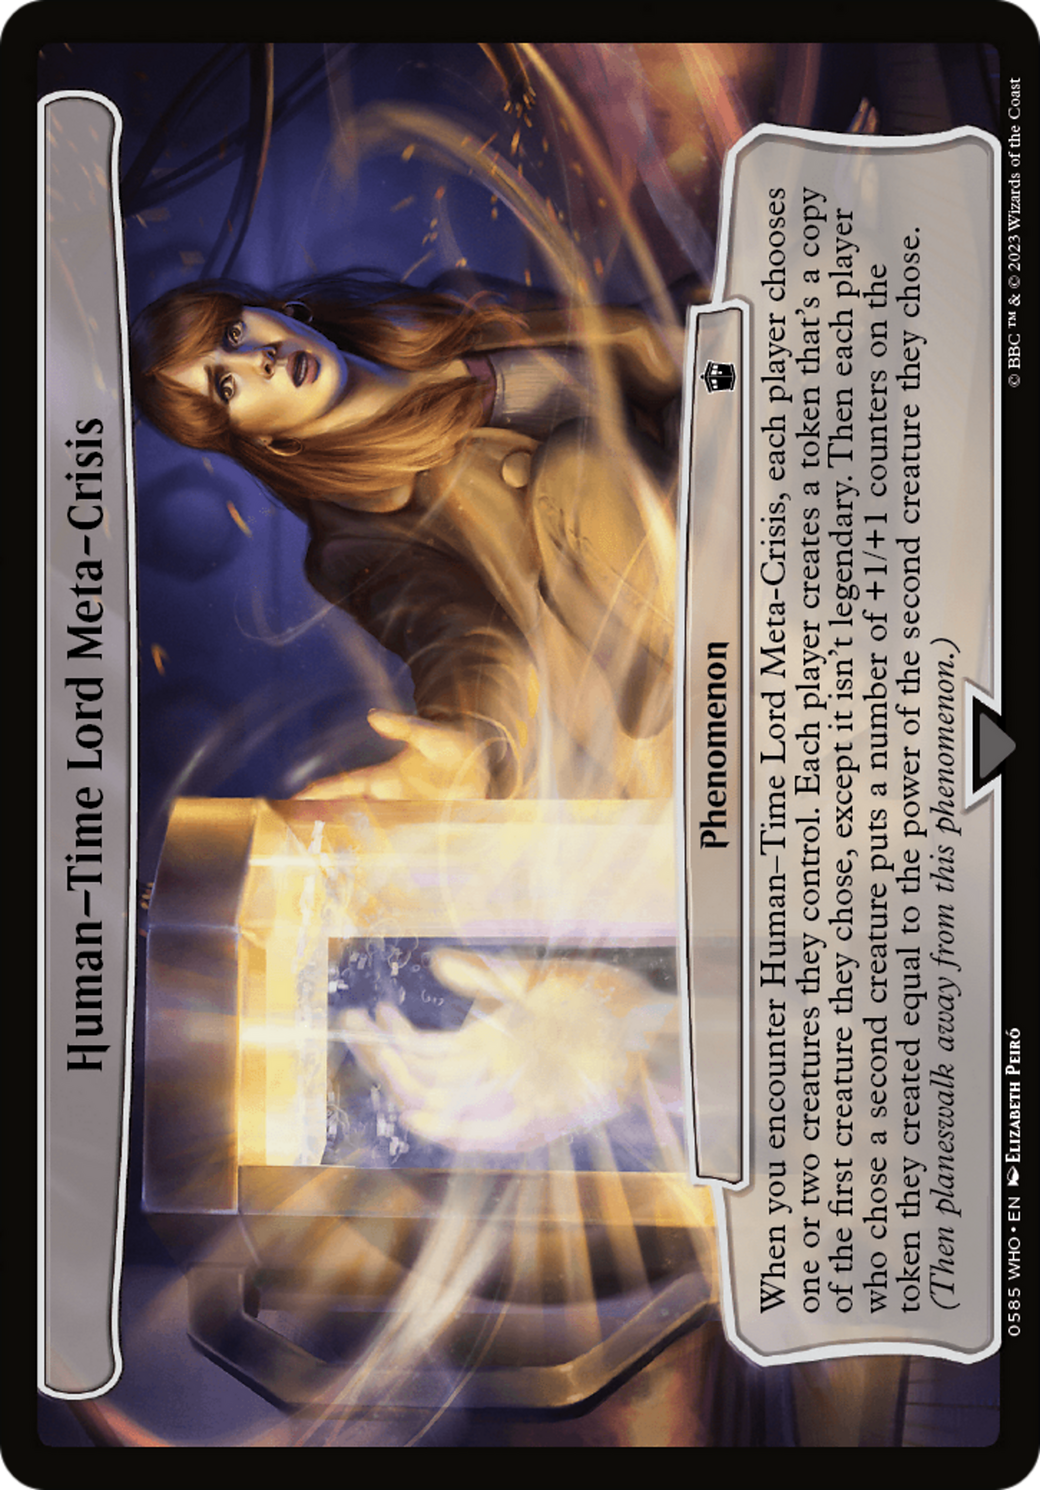 Human–Time Lord Meta-Crisis
Phenomenon
When you encounter Human–Time Lord Meta-Crisis, each player chooses
one or two creatures they control. Each player creates a token that's a copy
of the first creature they chose, except it isn't legendary. Then each player
who chose a second creature puts a number of +1/+1 counters on the
token they created equal to the power of the second creature they chose.
(Then planeswalk away from this phenomenon.)
0585 WHO • EN Elizabeth Peiró
© BBC ™ & © 2023 Wizards of the Coast